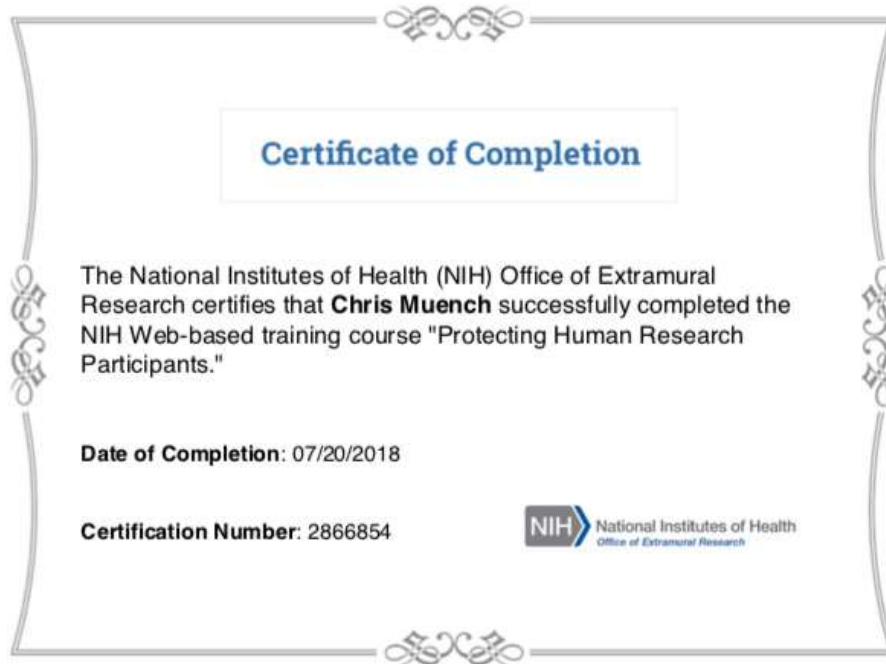 Certificate of Completion
The National Institutes of Health (NIH) Office of Extramural
Research certifies that Chris Muench successfully completed the
NIH Web-based training course "Protecting Human Research
Participants."
Date of Completion: 07/20/2018
Certification Number: 2866854
NIH National Institutes of Health
Office of Extramural Research